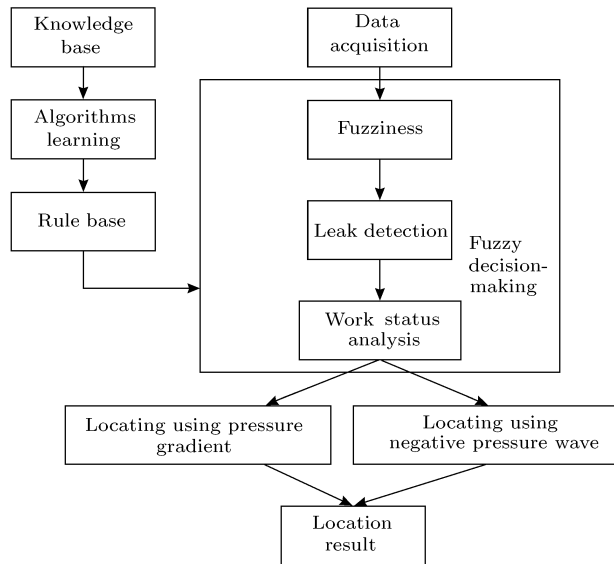 Knowledge
base
Data
acquisition
Algorithms
learning
Fuzziness
Rule base
Leak detection
Fuzzy
decision-
making
Work status
analysis
Locating using pressure
gradient
Locating using
negative pressure wave
Location
result